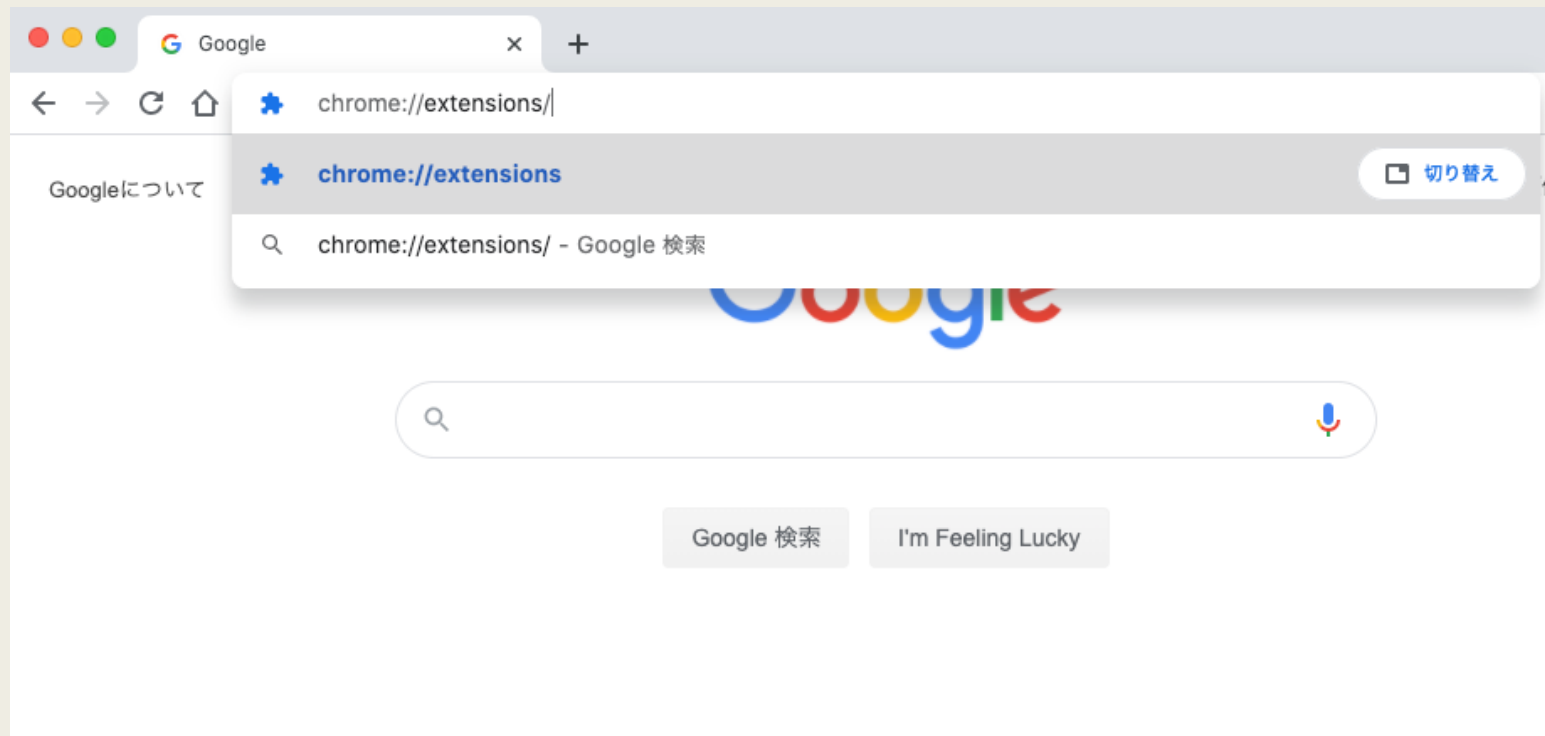 Google
chrome://extensions/
chrome://extensions
切り替え
Googleについて
chrome://extensions/ - Google 検索
Google
Google 検索
I'm Feeling Lucky